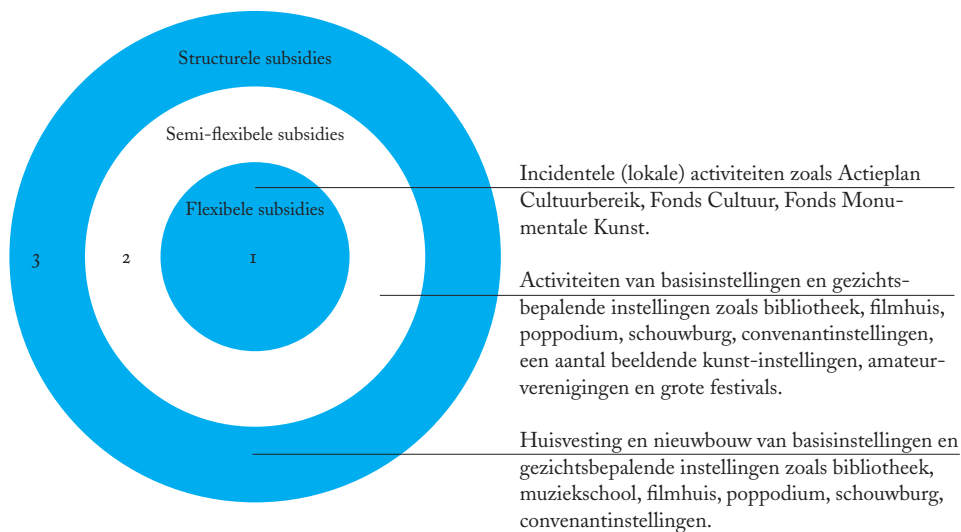 Structurele subsidies
Semi-flexibele subsidies
Flexibele subsidies
3
2
1
Incidentele (lokale) activiteiten zoals Actieplan
Cultuurbereik, Fonds Cultuur, Fonds Monu-
mentale Kunst.
Activiteiten van basisinstellingen en gezichts-
bepalende instellingen zoals bibliotheek, filmhuis,
poppodium, schouwburg, convenantinstellingen,
een aantal beeldende kunst-instellingen, amateur-
verenigingen en grote festivals.
Huisvesting en nieuwbouw van basisinstellingen en
gezichtsbepalende instellingen zoals bibliotheek,
muziekschool, filmhuis, poppodium, schouwburg,
convenantinstellingen.